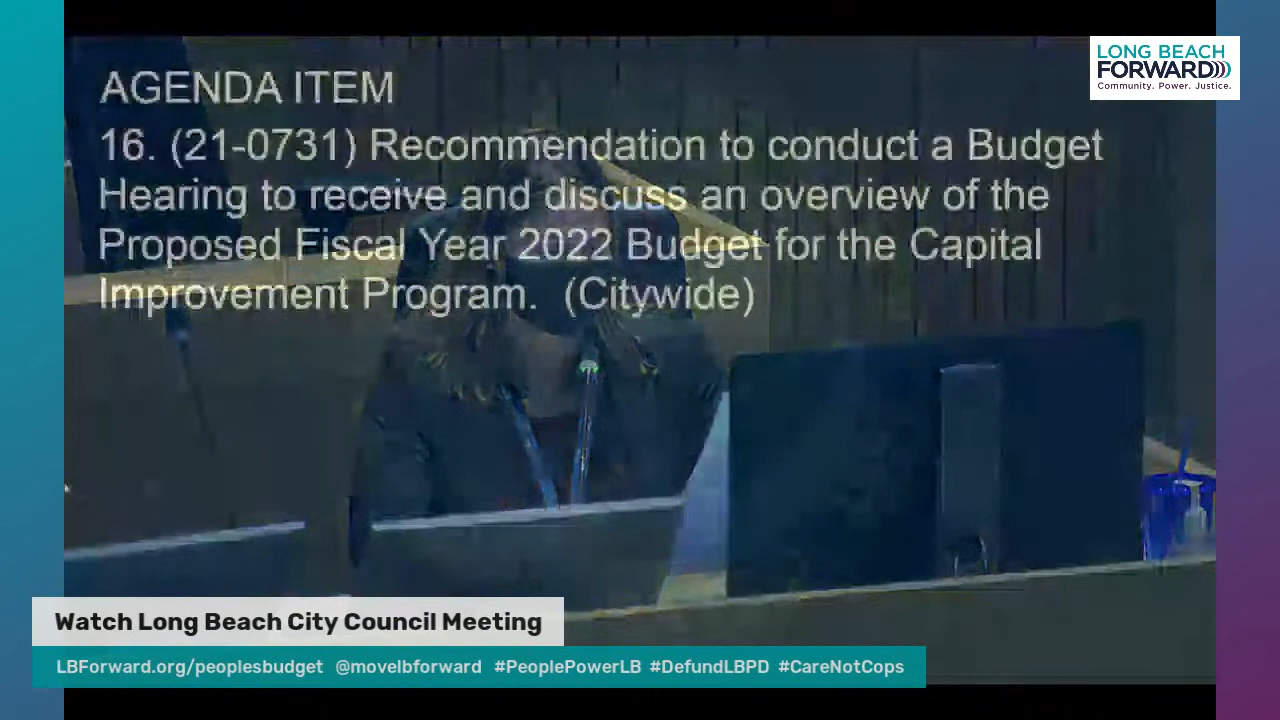 LONG BEACH
FORWARD
Community. Power. Justice.
AGENDA ITEM
16. (21-0731) Recommendation to conduct a Budget
Hearing to receive and discuss an overview of the
Proposed Fiscal Year 2022 Budget for the Capital
Improvement Program. (Citywide)
Watch Long Beach City Council Meeting
LBForward.org/peoplesbudget @movelbforward #PeoplePowerLB #DefundLBPD #CareNotCops